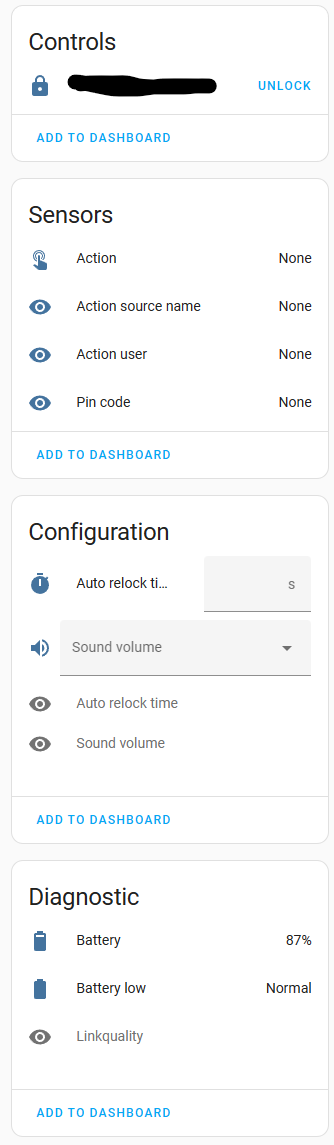 Controls
UNLOCK
ADD TO DASHBOARD
Sensors
Action None
Action source name None
Action user None
Pin code None
ADD TO DASHBOARD
Configuration
Auto relock ti... s
Sound volume
Auto relock time
Sound volume
ADD TO DASHBOARD
Diagnostic
Battery 87%
Battery low Normal
Linkquality
ADD TO DASHBOARD